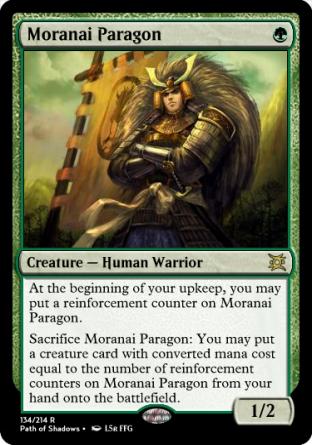 Moranai Paragon
Creature — Human Warrior
At the beginning of your upkeep, you may
put a reinforcement counter on Moranai
Paragon.
Sacrifice Moranai Paragon: You may put
a creature card with converted mana cost
equal to the number of reinforcement
counters on Moranai Paragon from your
hand onto the battlefield.
1/2
134/214 R
Path of Shadows • L5R FFG